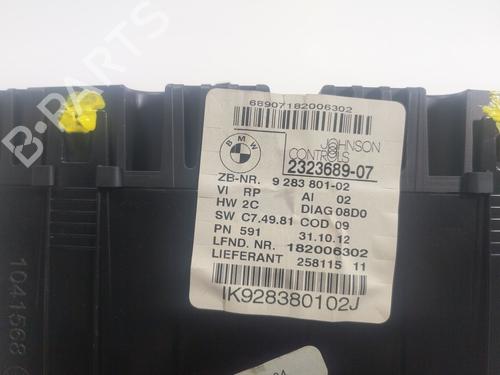 B-PARTS
68907182006302
BMW
JOHNSON
CONTROLS
2323689-07
ZB-NR. 9 283 801-02
VI RP AI 02
HW 2C DIAG 08D0
SW C7.49.81 COD 09
PN 591 31.10.12
LFND. NR. 182006302
LIEFERANT 258115 11
IK928380102J
1041568